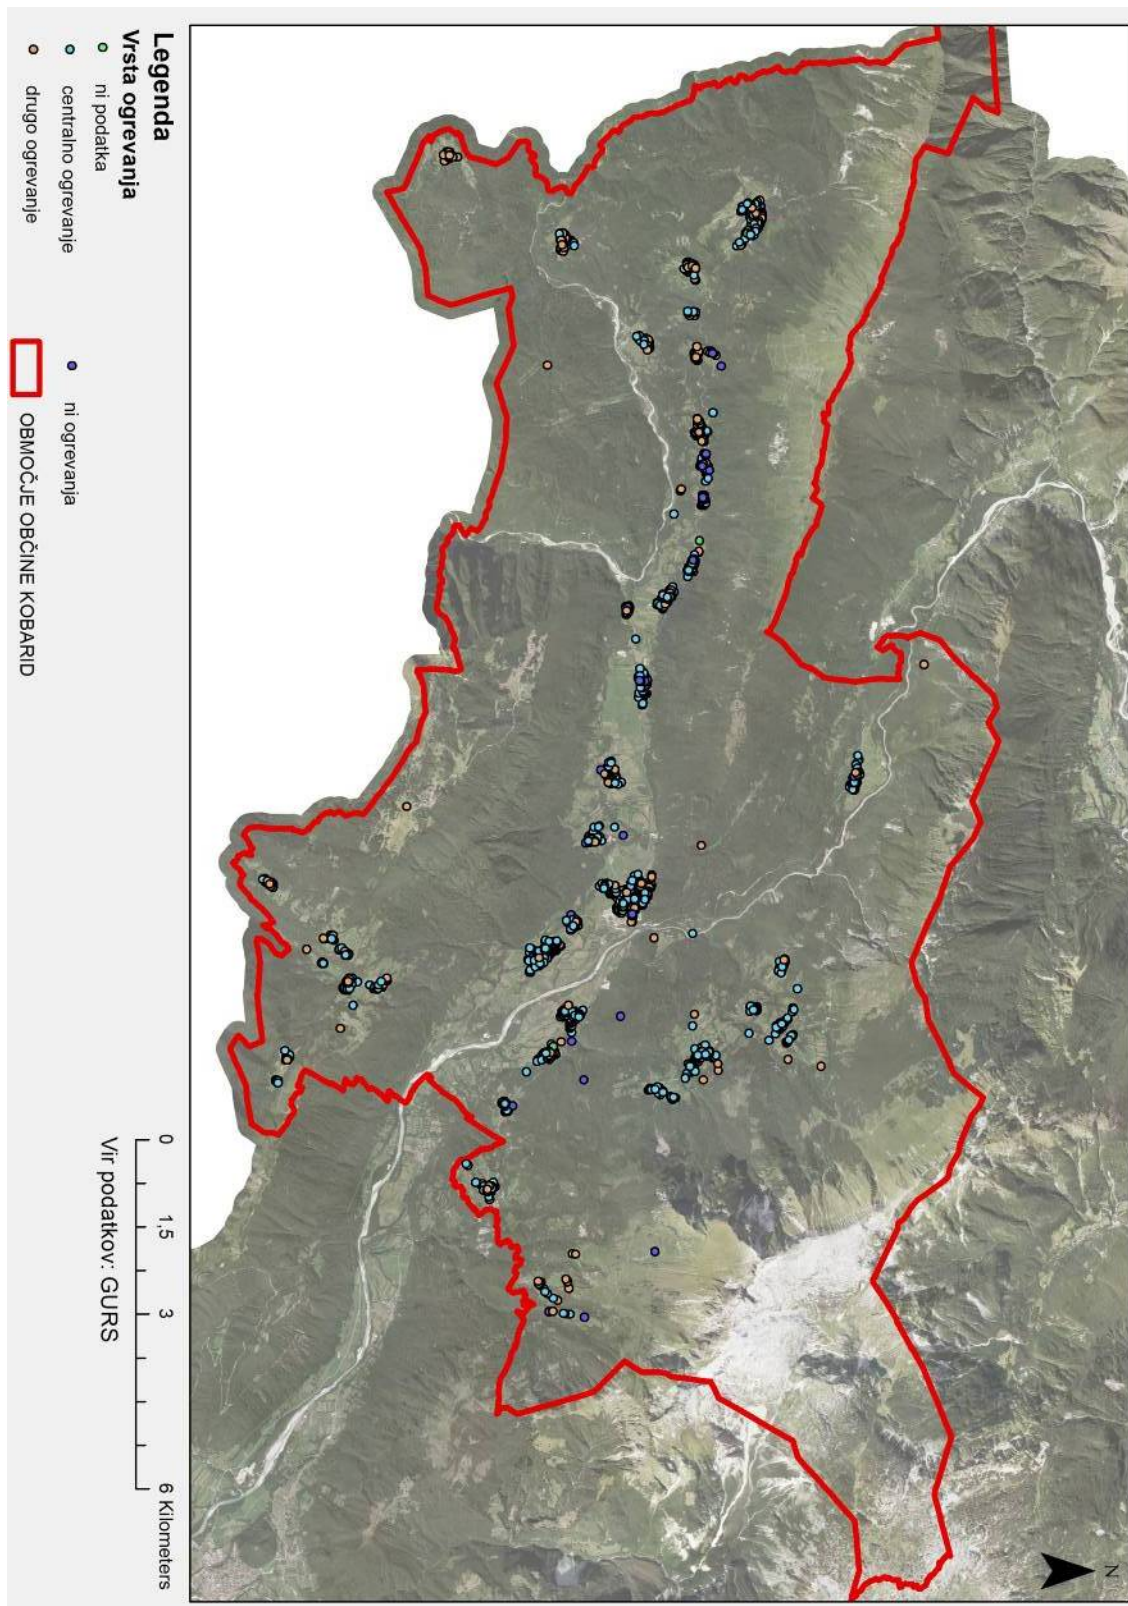 N
Legenda
Vrsta ogrevanja
ni podatka
centralno ogrevanje
drugo ogrevanje
ni ogrevanja
OBMOČJE OBČINE KOBARID
0 1,5 3 6 Kilometers
Vir podatkov: GURS